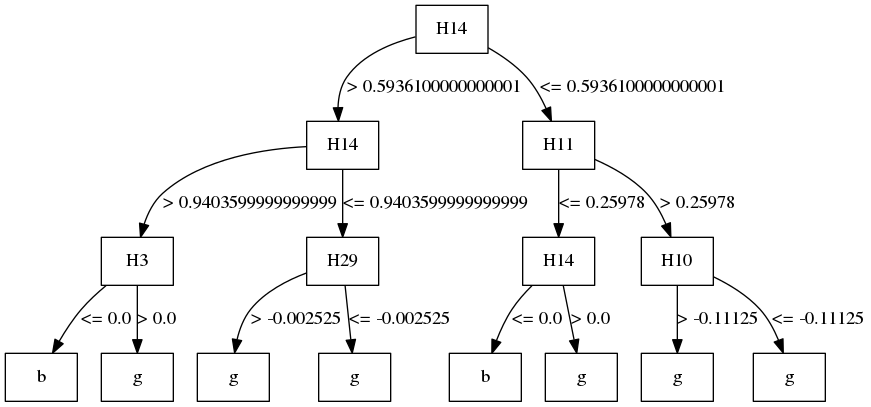 H14
> 0.5936100000000001 <= 0.5936100000000001
H14 H11
> 0.9403599999999999 <= 0.9403599999999999 <= 0.25978 > 0.25978
H3 H29 H14 H10
<= 0.0 > 0.0 > -0.002525 <= -0.002525 <= 0.0 > 0.0 > -0.11125 <= -0.11125
b g g g b g g g